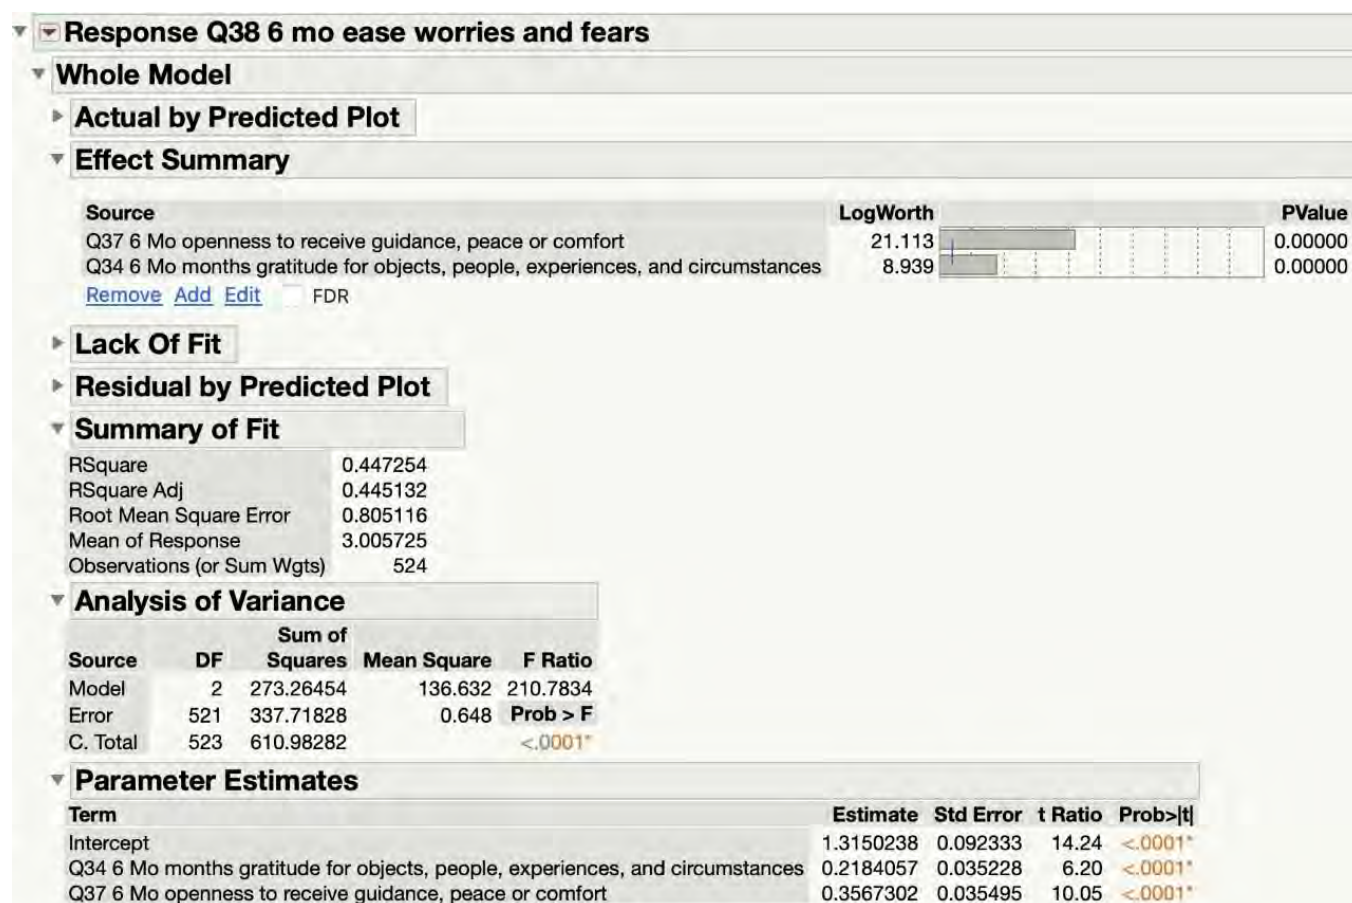 Response Q38 6 mo ease worries and fears
Whole Model
Actual by Predicted Plot
Effect Summary
Source LogWorth PValue
Q37 6 Mo openness to receive guidance, peace or comfort 21.113 0.00000
Q34 6 Mo months gratitude for objects, people, experiences, and circumstances 8.939 0.00000
Remove Add Edit FDR
Lack Of Fit
Residual by Predicted Plot
Summary of Fit
RSquare 0.447254
RSquare Adj 0.445132
Root Mean Square Error 0.805116
Mean of Response 3.005725
Observations (or Sum Wgts) 524
Analysis of Variance
Sum of
Source DF Squares Mean Square F Ratio
Model 2 273.26454 136.632 210.7834
Error 521 337.71828 0.648 Prob > F
C. Total 523 610.98282 <.0001*
Parameter Estimates
Term Estimate Std Error t Ratio Prob>|t|
Intercept 1.3150238 0.092333 14.24 <.0001*
Q34 6 Mo months gratitude for objects, people, experiences, and circumstances 0.2184057 0.035228 6.20 <.0001*
Q37 6 Mo openness to receive guidance, peace or comfort 0.3567302 0.035495 10.05 <.0001*